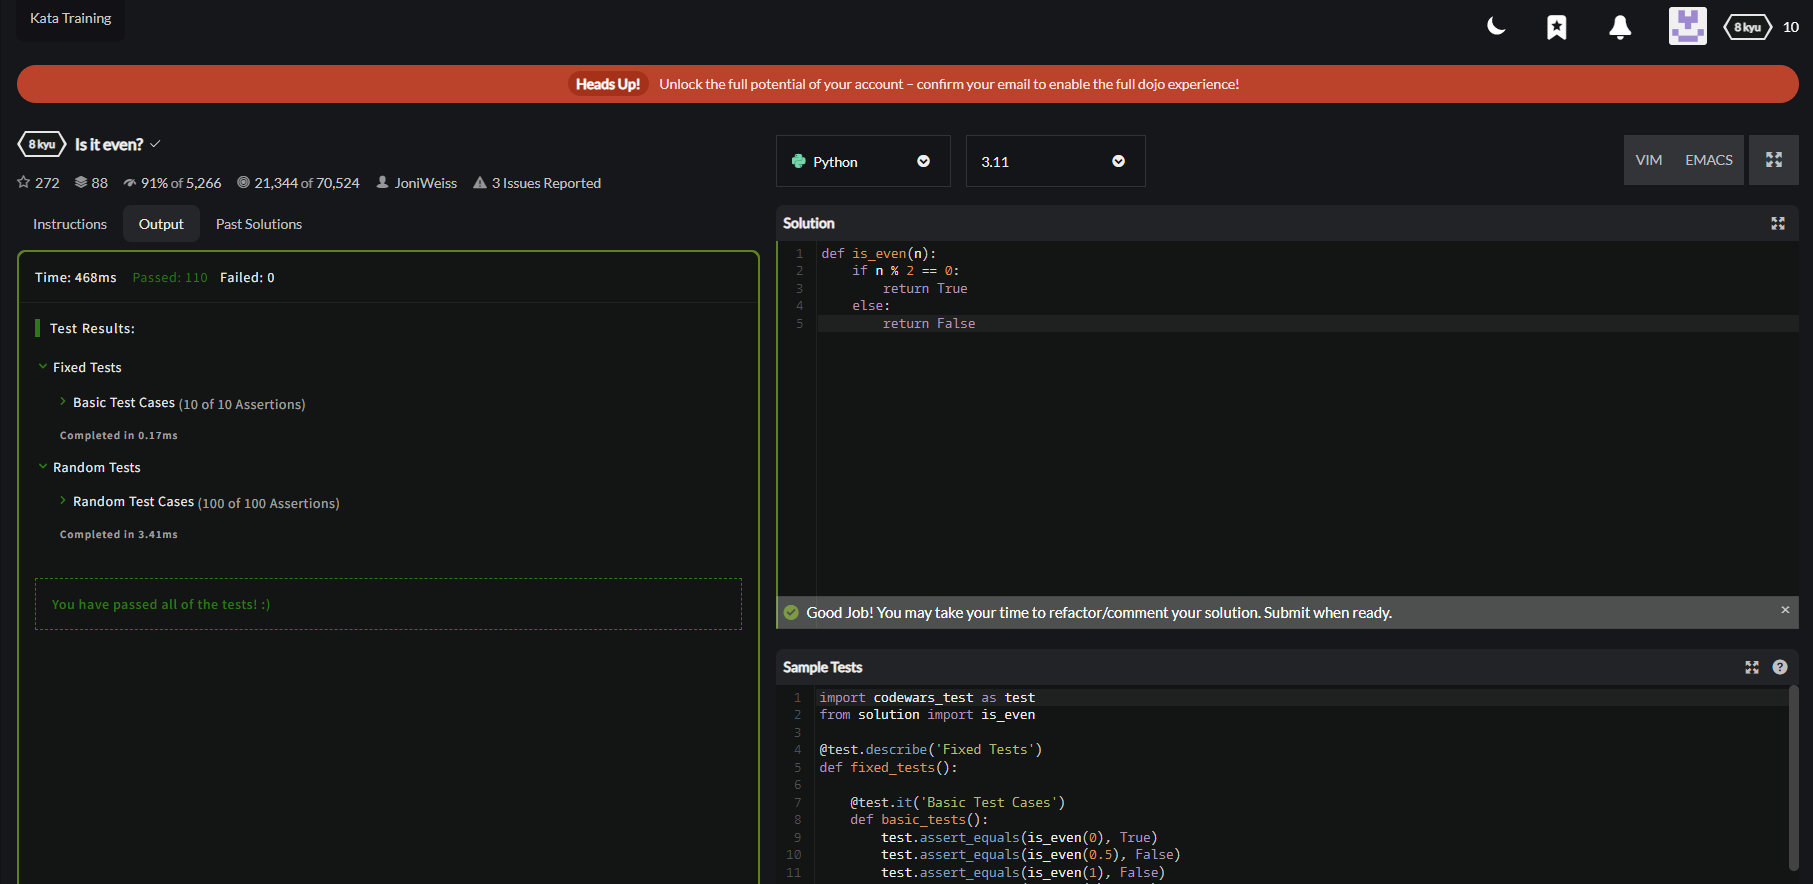 Kata Training
8 kyu 10
Heads Up! Unlock the full potential of your account – confirm your email to enable the full dojo experience!
8 kyu Is it even?
272 88 91% of 5,266 21,344 of 70,524 JoniWeiss 3 Issues Reported
Instructions Output Past Solutions
Time: 468ms Passed: 110 Failed: 0
Test Results:
Fixed Tests
Basic Test Cases (10 of 10 Assertions)
Completed in 0.17ms
Random Tests
Random Test Cases (100 of 100 Assertions)
Completed in 3.41ms
You have passed all of the tests! :)
Python 3.11 VIM EMACS
Solution
1 def is_even(n):
2     if n % 2 == 0:
3         return True
4     else:
5         return False
Good Job! You may take your time to refactor/comment your solution. Submit when ready. ×
Sample Tests ?
1 import codewars_test as test
2 from solution import is_even
3
4 @test.describe('Fixed Tests')
5 def fixed_tests():
6
7     @test.it('Basic Test Cases')
8     def basic_tests():
9         test.assert_equals(is_even(0), True)
10         test.assert_equals(is_even(0.5), False)
11         test.assert_equals(is_even(1), False)